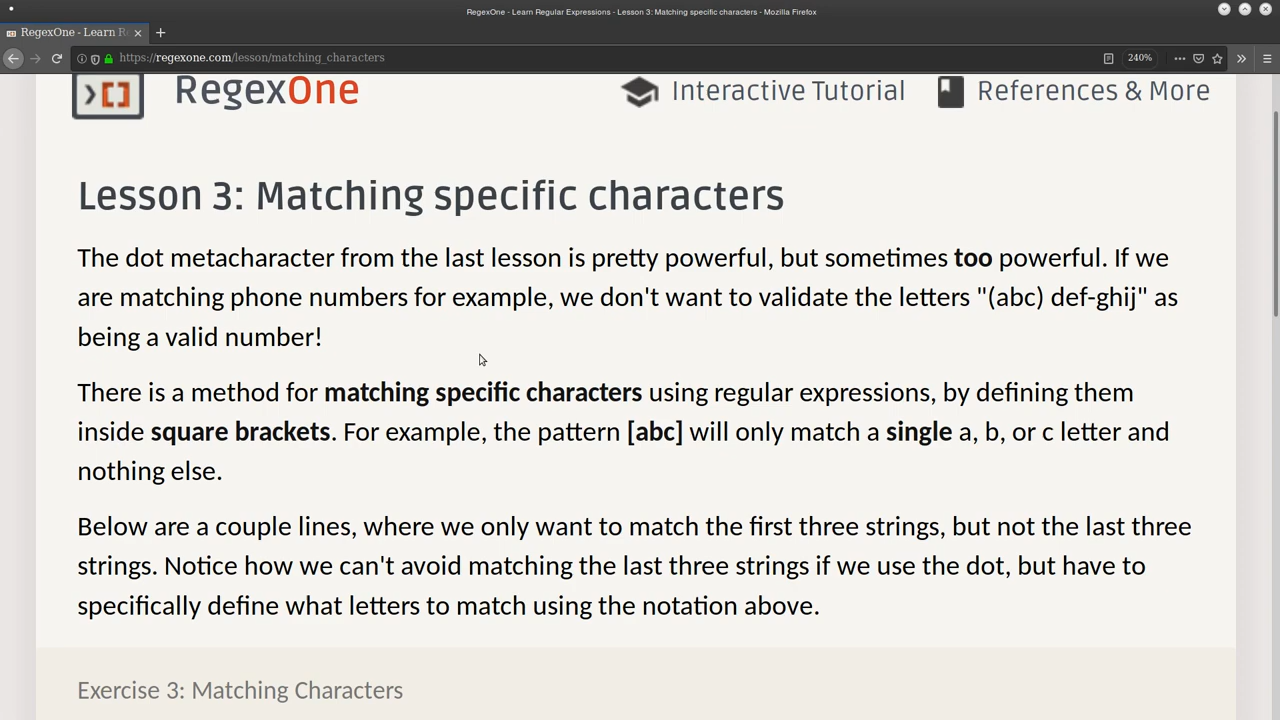 RegexOne - Learn Regular Expressions - Lesson 3: Matching specific characters - Mozilla Firefox
RegexOne - Learn R
https://regexone.com/lesson/matching_characters
240%
RegexOne
Interactive Tutorial
References & More
Lesson 3: Matching specific characters
The dot metacharacter from the last lesson is pretty powerful, but sometimes too powerful. If we
are matching phone numbers for example, we don't want to validate the letters "(abc) def-ghij" as
being a valid number!
There is a method for matching specific characters using regular expressions, by defining them
inside square brackets. For example, the pattern [abc] will only match a single a, b, or c letter and
nothing else.
Below are a couple lines, where we only want to match the first three strings, but not the last three
strings. Notice how we can't avoid matching the last three strings if we use the dot, but have to
specifically define what letters to match using the notation above.
Exercise 3: Matching Characters